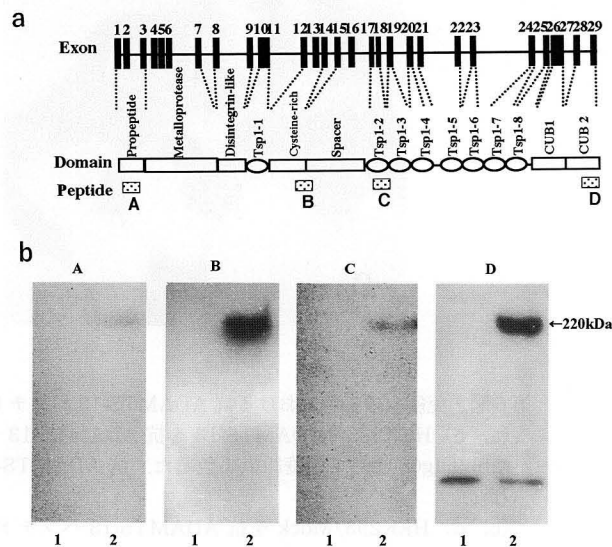 a
1 2 3 4 5 6 7 8 9 10 11 12 13 14 15 16 17 18 19 20 21 22 23 24 25 26 27 28 29
Exon
Propeptide
Metalloprotease
Disintegrin-like
Tsp1-1
Cysteine-rich
Spacer
Tsp1-2
Tsp1-3
Tsp1-4
Tsp1-5
Tsp1-6
Tsp1-7
Tsp1-8
CUB1
CUB 2
Domain
Peptide
A B C D
b
A B C D
←220kDa
1 2 1 2 1 2 1 2